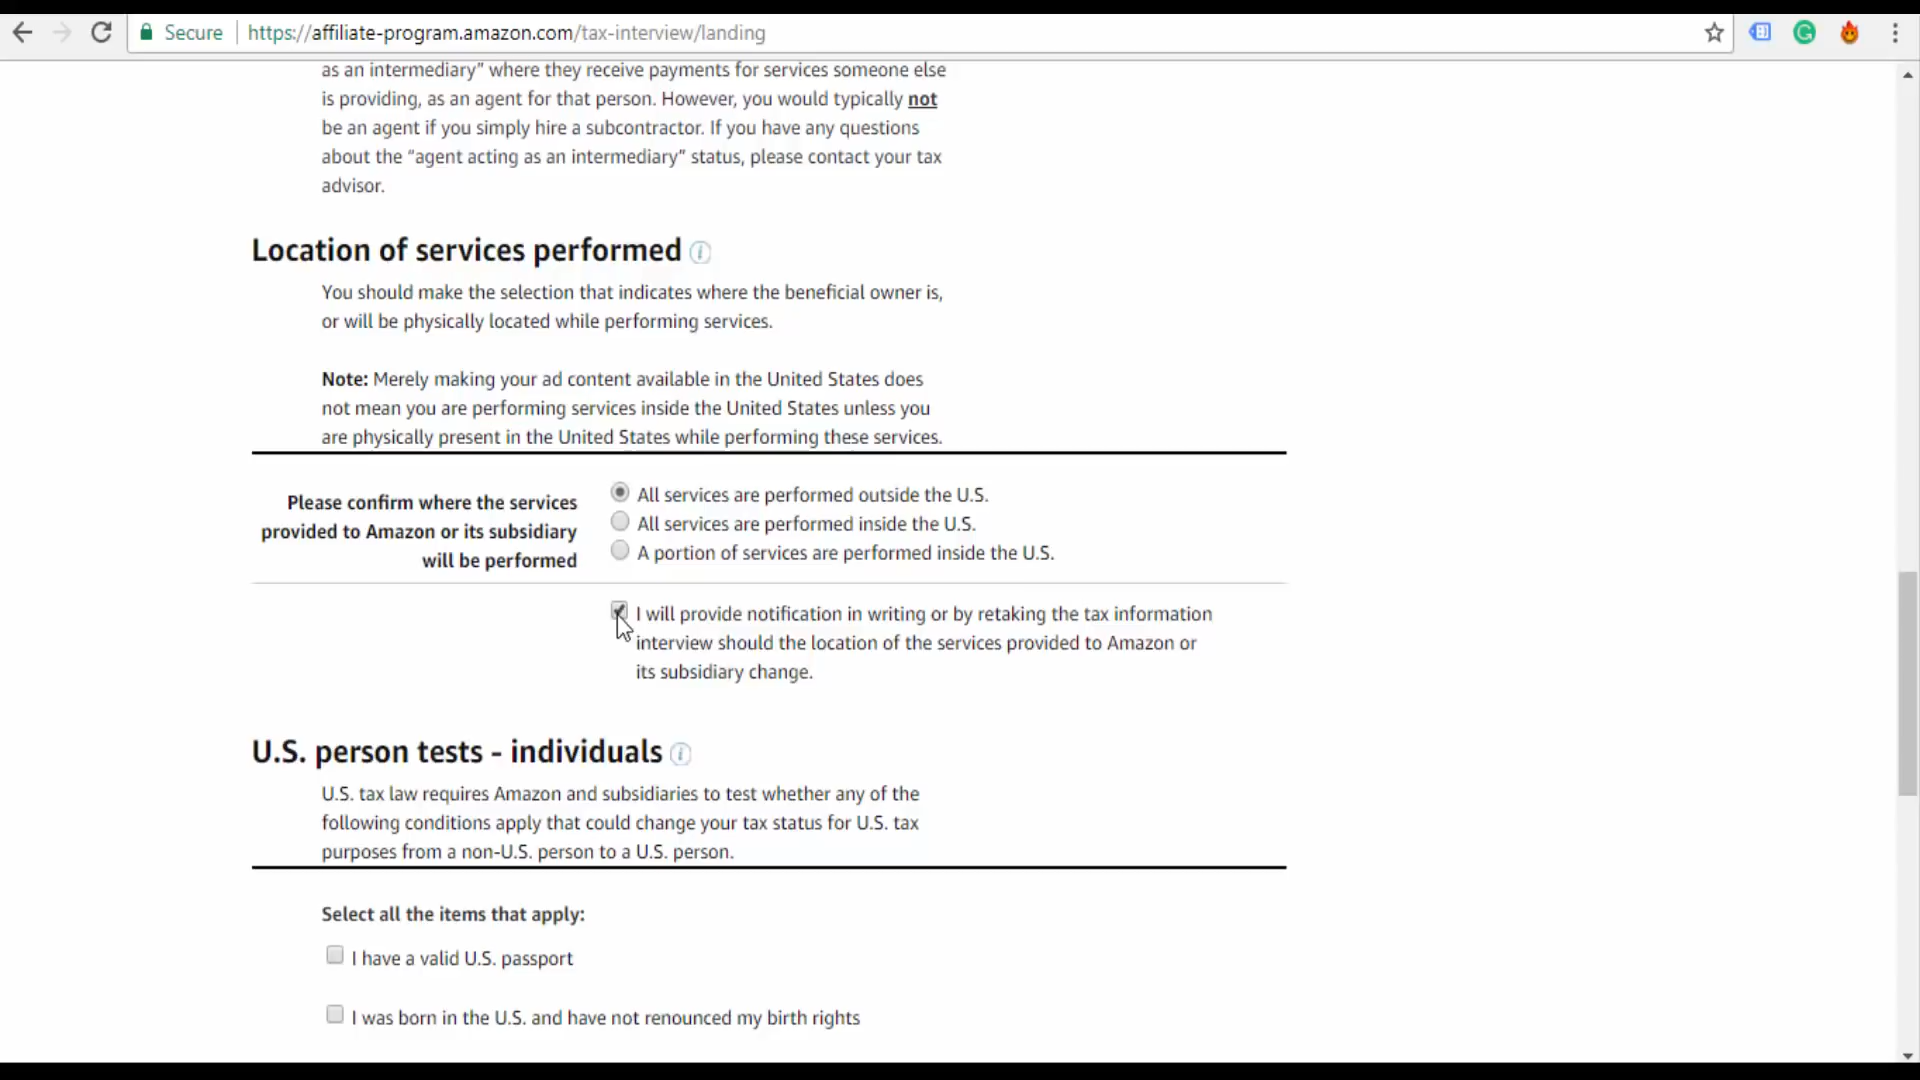 Secure https://affiliate-program.amazon.com/tax-interview/landing
as an intermediary” where they receive payments for services someone else
is providing, as an agent for that person. However, you would typically not
be an agent if you simply hire a subcontractor. If you have any questions
about the “agent acting as an intermediary” status, please contact your tax
advisor.
Location of services performed i
You should make the selection that indicates where the beneficial owner is,
or will be physically located while performing services.
Note: Merely making your ad content available in the United States does
not mean you are performing services inside the United States unless you
are physically present in the United States while performing these services.
Please confirm where the services
provided to Amazon or its subsidiary
will be performed
All services are performed outside the U.S.
All services are performed inside the U.S.
A portion of services are performed inside the U.S.
I will provide notification in writing or by retaking the tax information
interview should the location of the services provided to Amazon or
its subsidiary change.
U.S. person tests - individuals i
U.S. tax law requires Amazon and subsidiaries to test whether any of the
following conditions apply that could change your tax status for U.S. tax
purposes from a non-U.S. person to a U.S. person.
Select all the items that apply:
I have a valid U.S. passport
I was born in the U.S. and have not renounced my birth rights